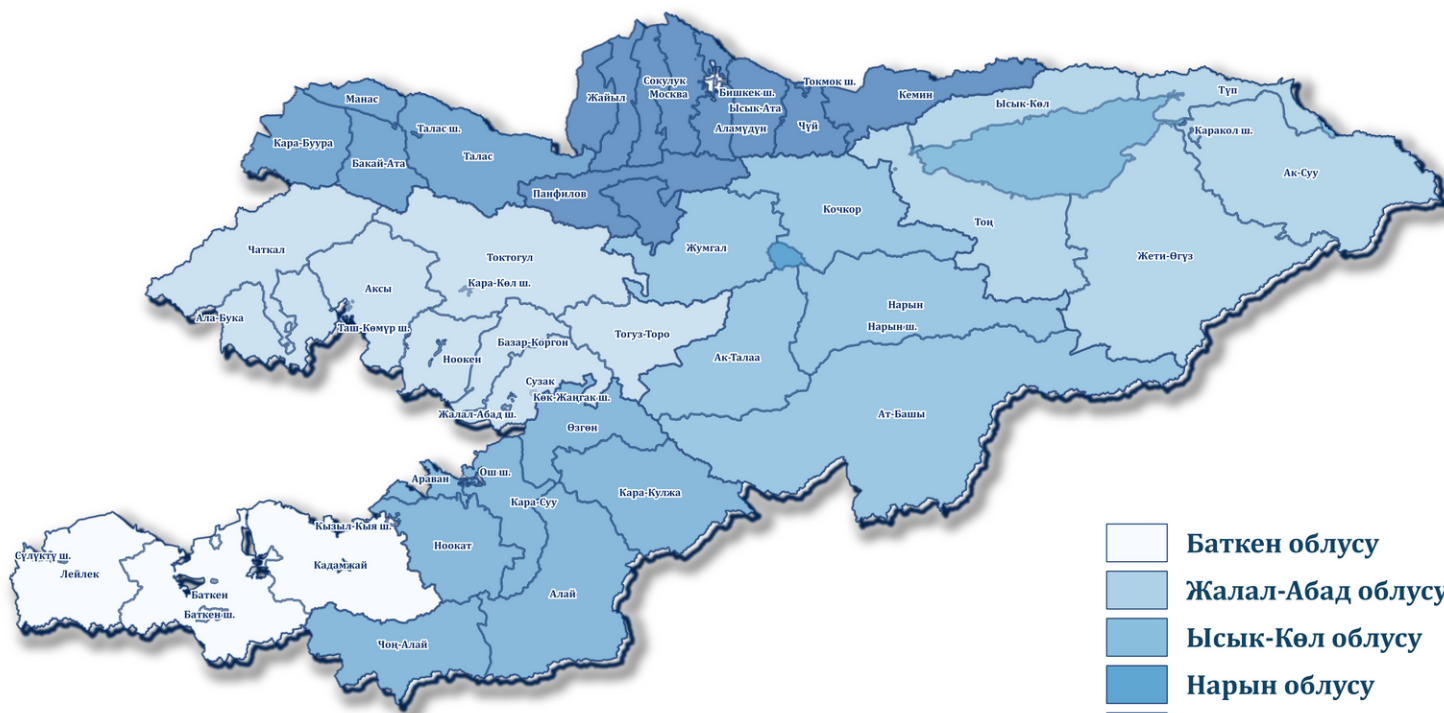 Манас
Кара-Буура
Талас ш.
Бакай-Ата
Талас
Жайыл
Сокулук
Москва
Бишкек ш.
Ысык-Ата
Аламүдүн
Токмок ш.
Чүй
Кемин
Панфилов
Ысык-Көл
Түп
Каракол ш.
Ак-Суу
Тоң
Жети-Өгүз
Кочкор
Жумгал
Нарын
Нарын ш.
Ак-Талаа
Ат-Башы
Чаткал
Токтогул
Кара-Көл ш.
Аксы
Ала-Бука
Таш-Көмүр ш.
Тогуз-Торо
Базар-Коргон
Ноокен
Сузак
Көк-Жаңгак ш.
Жалал-Абад ш.
Өзгөн
Ош ш.
Араван
Кара-Суу
Кара-Кулжа
Ноокат
Алай
Чоң-Алай
Кызыл-Кыя ш.
Кадамжай
Сүлүктү ш.
Лейлек
Баткен
Баткен ш.
Баткен облусу
Жалал-Абад облусу
Ысык-Көл облусу
Нарын облусу